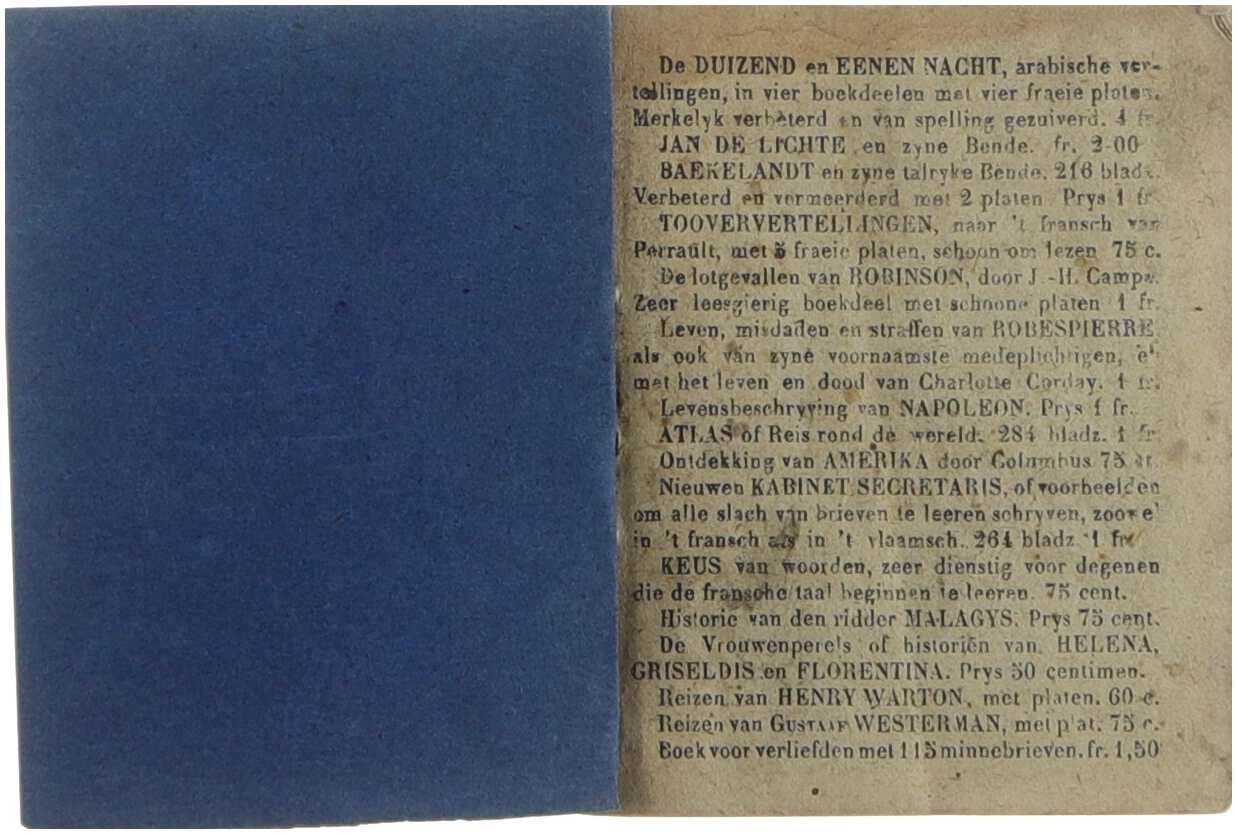 De DUIZEND en EENEN NACHT, arabische ver-
tellingen, in vier boekdeelen met vier fraeie platen.
Merkelyk verbèterd en van spelling gezuiverd. 4 fr.
JAN DE LICHTE en zyne Bende. fr. 2-00
BAEKELANDT en zyne talryke Bende. 216 bladz.
Verbeterd en vermeerderd met 2 platen Prys 1 fr.
TOOVERVERTELLINGEN, naar 't fransch van
Perrault, met 5 fraeie platen, schoon om lezen 75 c.
De lotgevallen van ROBINSON, door J.-H. Campe.
Zeer leesgierig boekdeel met schoone platen 1 fr.
Leven, misdaden en straffen van ROBESPIERRE
als ook van zyne voornaamste medeplichtigen,
met het leven en dood van Charlotte Corday. 1 fr.
Levensbeschryving van NAPOLEON. Prys 1 fr.
ATLAS of Reis rond de wereld. 284 bladz. 1 fr.
Ontdekking van AMERIKA door Columbus 75 ct.
Nieuwen KABINET SECRETARIS, of voorbeelden
om alle slach van brieven te leeren schryven, zoowel
in 't fransch als in 't vlaamsch. 264 bladz. 1 fr.
KEUS van woorden, zeer dienstig voor degenen
die de fransche taal beginnen te leeren. 75 cent.
Historie van den ridder MALAGYS. Prys 75 cent.
De Vrouwenperels of historiën van HELENA,
GRISELDIS en FLORENTINA. Prys 50 centimen.
Reizen van HENRY WARTON, met platen. 60 c.
Reizen van GUSTAAF WESTERMAN, met plat. 75 c.
Boek voor verliefden met 115 minnebrieven. fr. 1,50